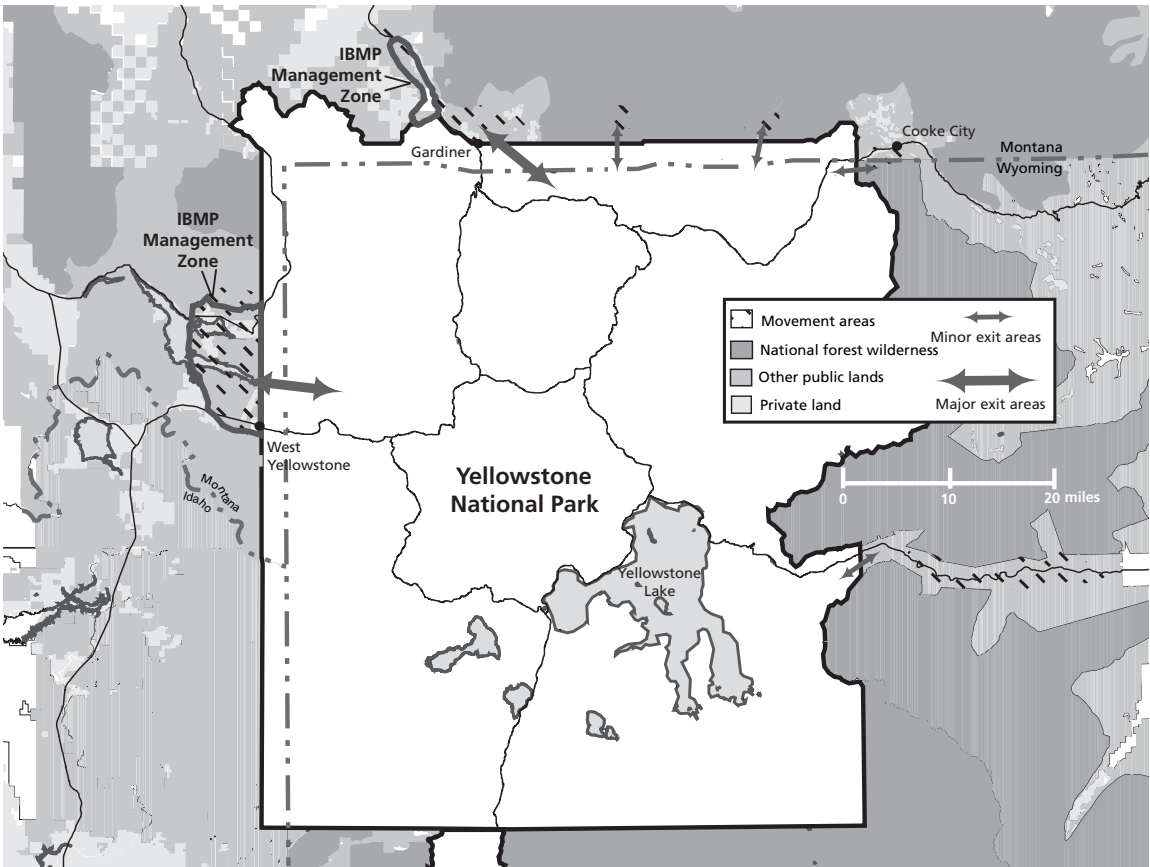 IBMP
Management
Zone
Gardiner
Cooke City
Montana
Wyoming
IBMP
Management
Zone
Movement areas
Minor exit areas
National forest wilderness
Other public lands
Major exit areas
Private land
West
Yellowstone
Montana
Idaho
Yellowstone
National Park
0 10 20 miles
Yellowstone
Lake